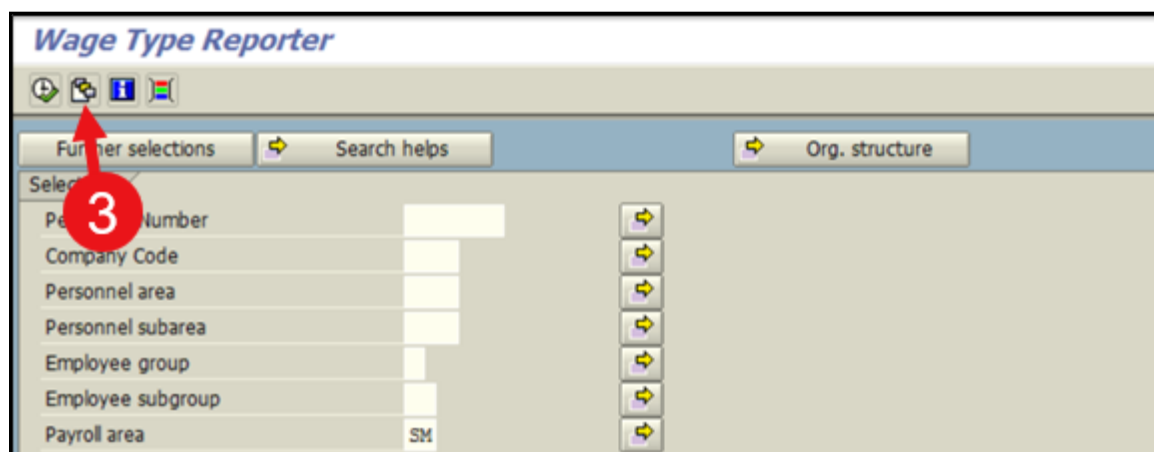 Wage Type Reporter
Further selections Search helps Org. structure
3 Number
Company Code
Personnel area
Personnel subarea
Employee group
Employee subgroup
Payroll area SM